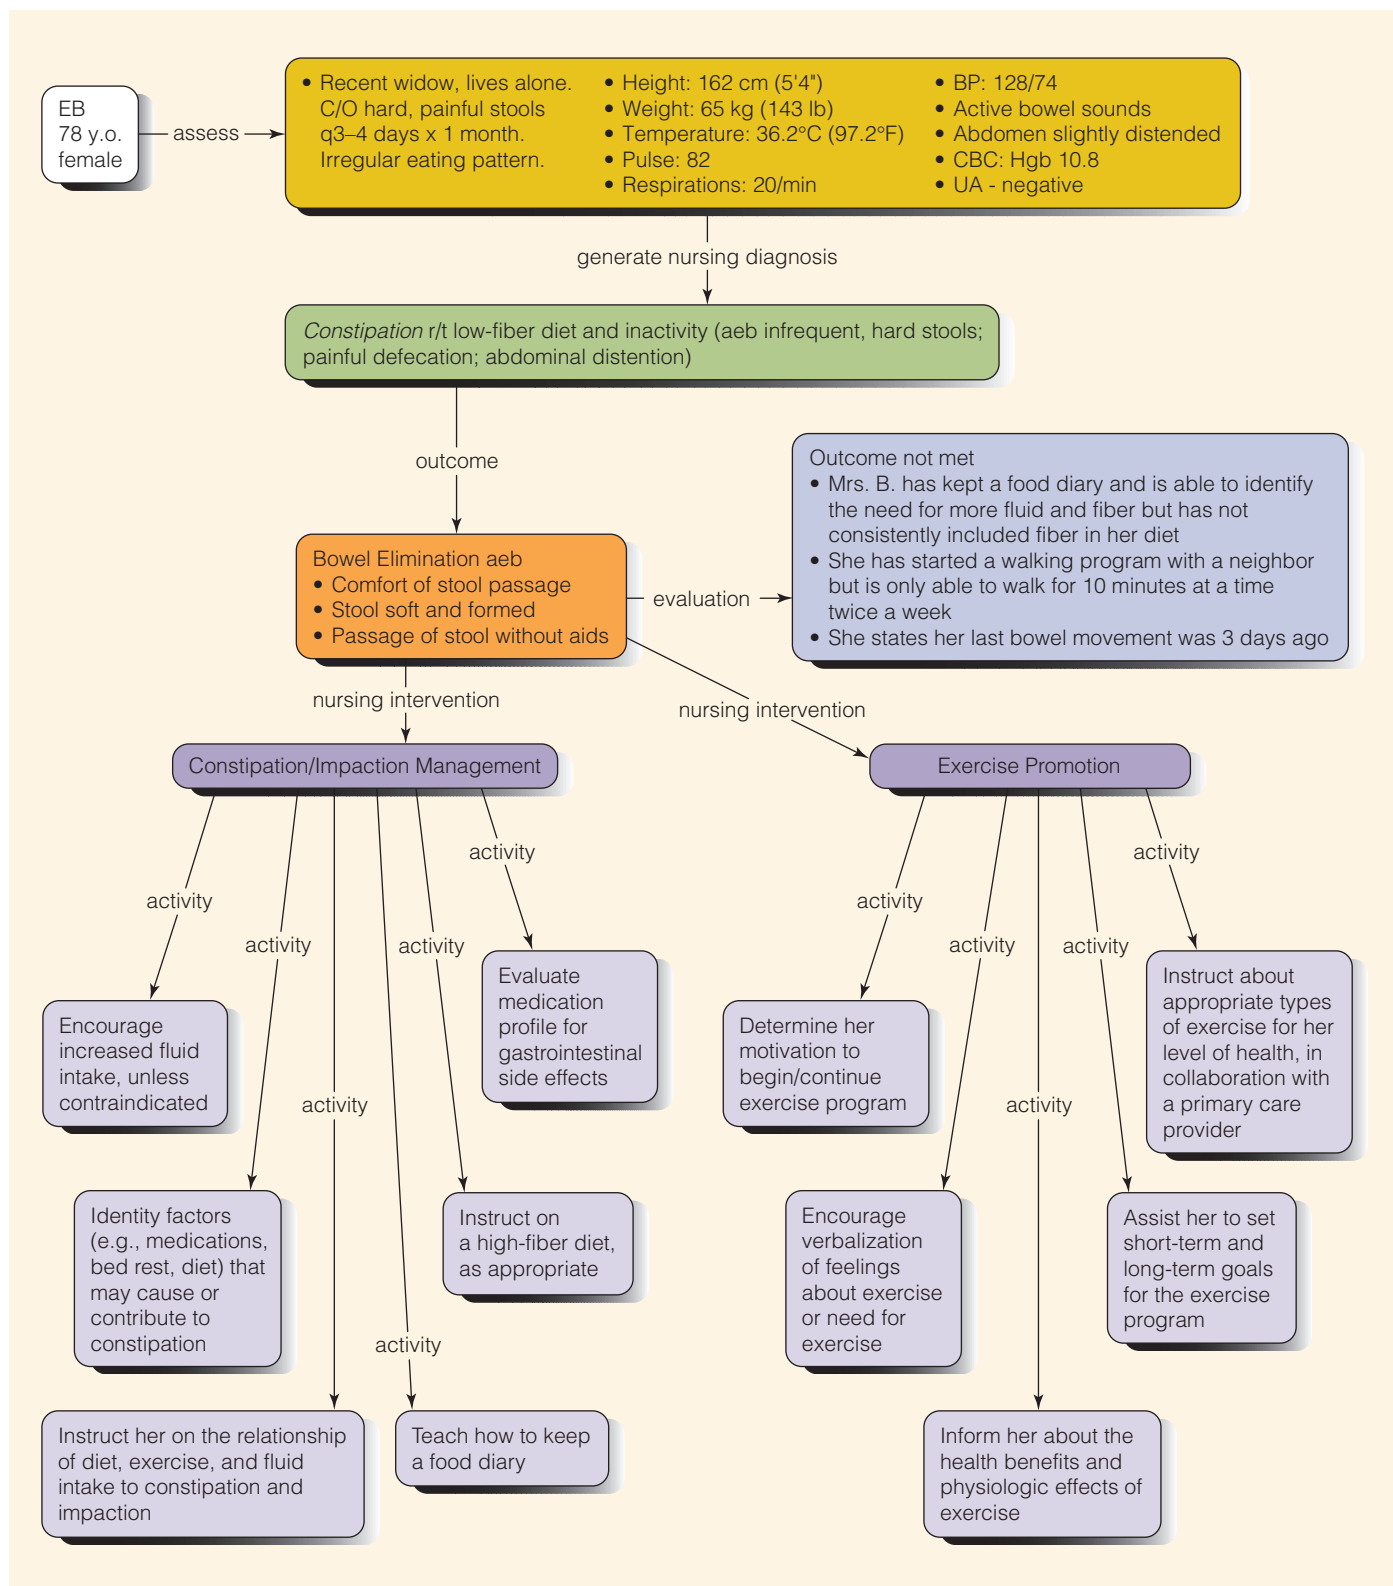 EB
78 y.o.
female
assess
• Recent widow, lives alone.
C/O hard, painful stools
q3–4 days x 1 month.
Irregular eating pattern.
• Height: 162 cm (5'4")
• Weight: 65 kg (143 lb)
• Temperature: 36.2°C (97.2°F)
• Pulse: 82
• Respirations: 20/min
• BP: 128/74
• Active bowel sounds
• Abdomen slightly distended
• CBC: Hgb 10.8
• UA - negative
generate nursing diagnosis
Constipation r/t low-fiber diet and inactivity (aeb infrequent, hard stools;
painful defecation; abdominal distention)
outcome
Bowel Elimination aeb
• Comfort of stool passage
• Stool soft and formed
• Passage of stool without aids
evaluation
Outcome not met
• Mrs. B. has kept a food diary and is able to identify
the need for more fluid and fiber but has not
consistently included fiber in her diet
• She has started a walking program with a neighbor
but is only able to walk for 10 minutes at a time
twice a week
• She states her last bowel movement was 3 days ago
nursing intervention
nursing intervention
Constipation/Impaction Management
Exercise Promotion
activity
Encourage
increased fluid
intake, unless
contraindicated
activity
Identity factors
(e.g., medications,
bed rest, diet) that
may cause or
contribute to
constipation
activity
Instruct her on the relationship
of diet, exercise, and fluid
intake to constipation and
impaction
activity
Teach how to keep
a food diary
activity
Instruct on
a high-fiber diet,
as appropriate
activity
Evaluate
medication
profile for
gastrointestinal
side effects
activity
Determine her
motivation to
begin/continue
exercise program
activity
Encourage
verbalization
of feelings
about exercise
or need for
exercise
activity
Inform her about the
health benefits and
physiologic effects of
exercise
activity
Assist her to set
short-term and
long-term goals
for the exercise
program
activity
Instruct about
appropriate types
of exercise for her
level of health, in
collaboration with
a primary care
provider